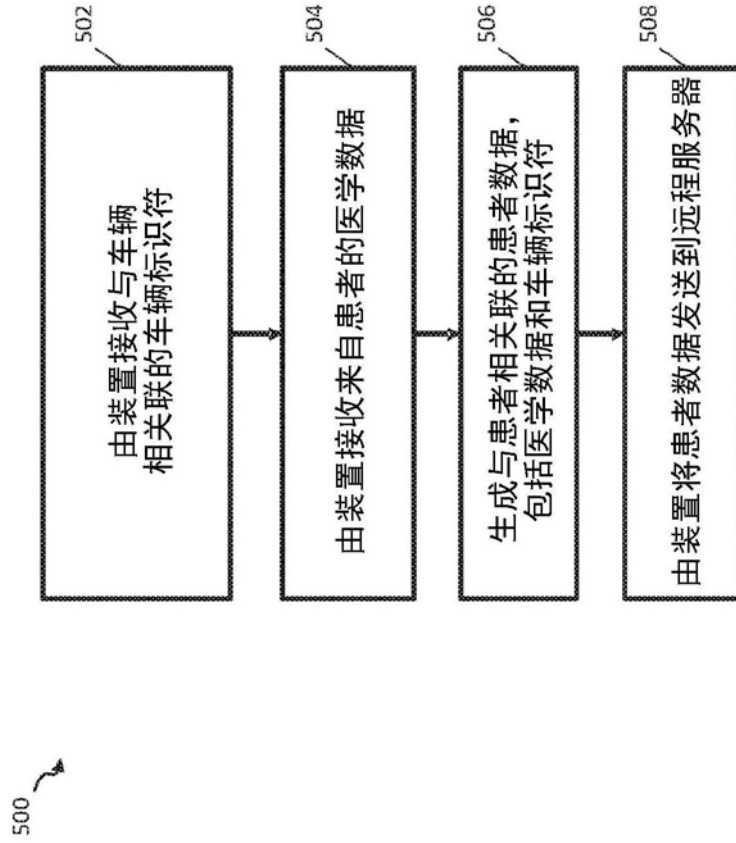 500
502
由装置接收与车辆
相关联的车辆标识符
504
由装置接收来自患者的医学数据
506
生成与患者相关联的患者数据，
包括医学数据和车辆标识符
508
由装置将患者数据发送到远程服务器